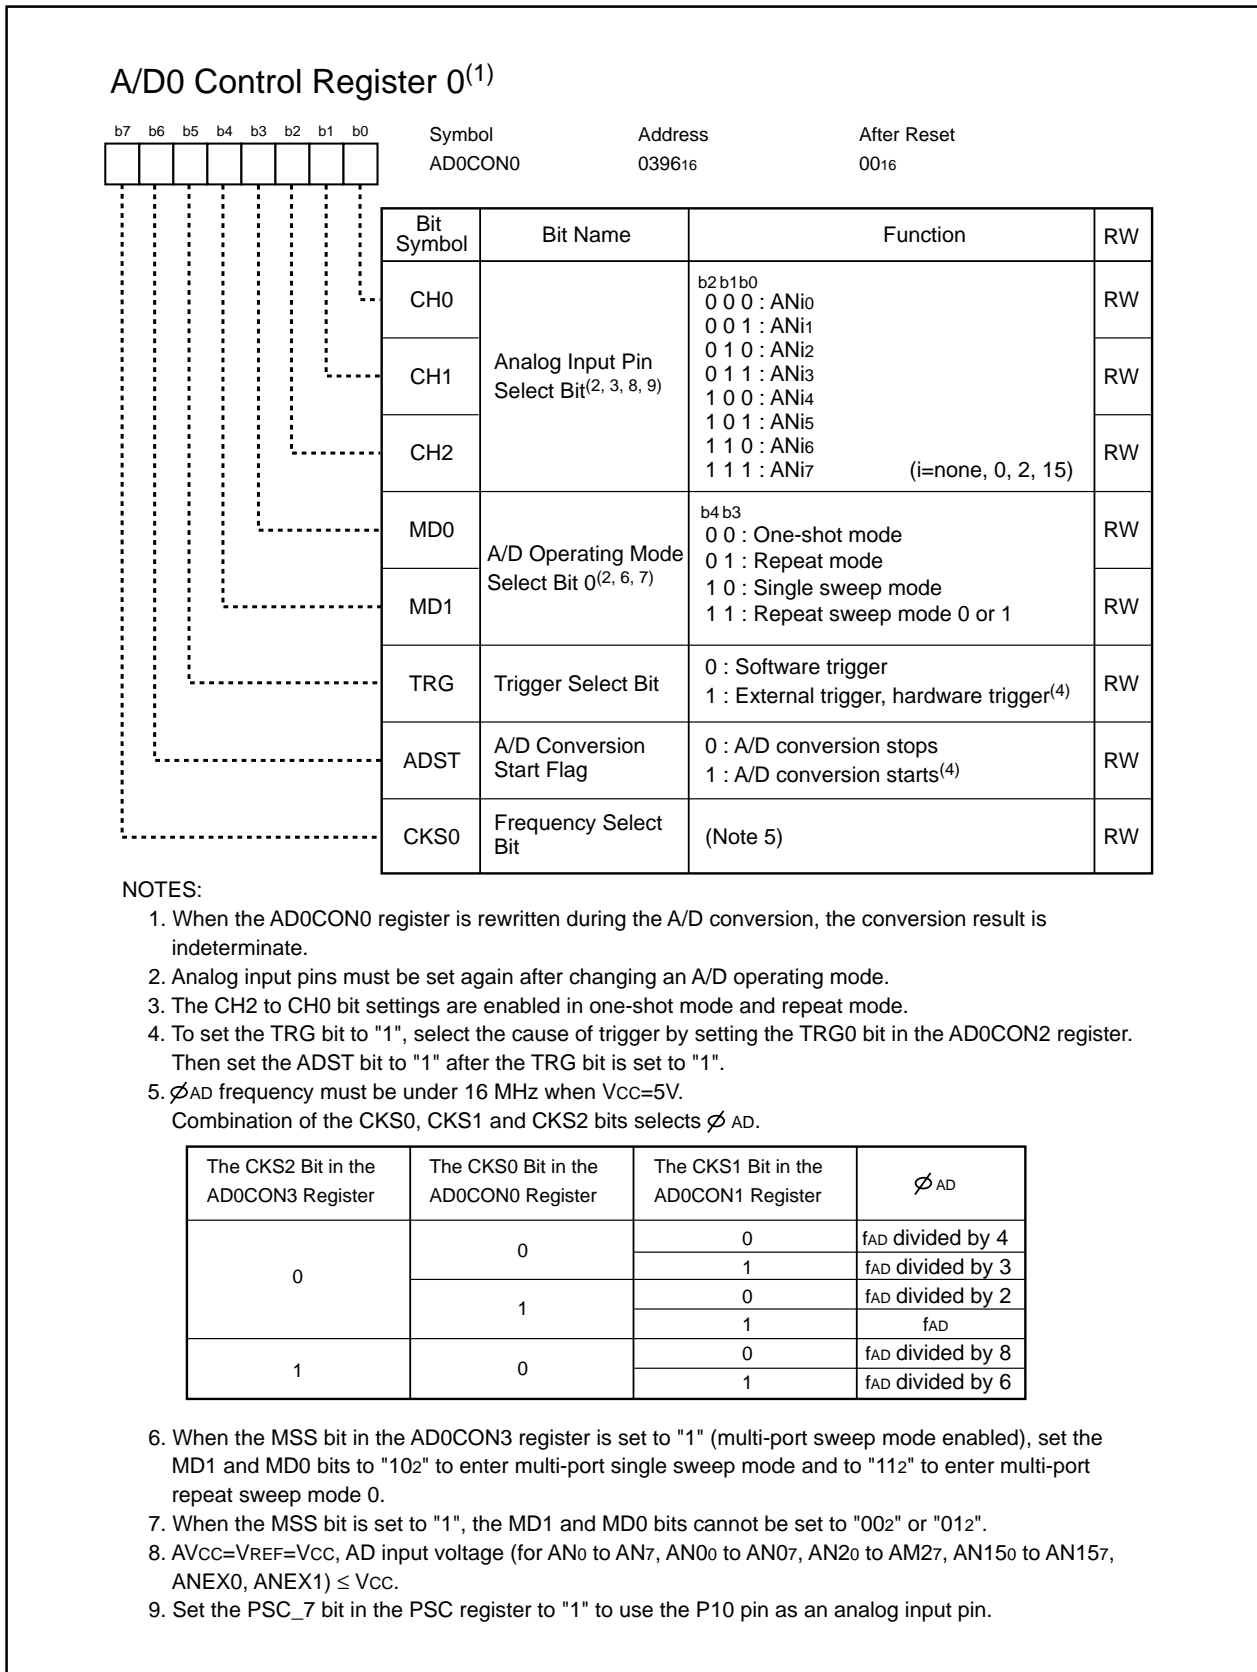 A/D0 Control Register 0(1)
b7 b6 b5 b4 b3 b2 b1 b0
Symbol Address After Reset
AD0CON0 039616 0016
Bit Symbol Bit Name Function RW
CH0 RW
CH1 RW
CH2 RW
Analog Input Pin
Select Bit(2, 3, 8, 9)
b2 b1 b0
0 0 0 : ANi0
0 0 1 : ANi1
0 1 0 : ANi2
0 1 1 : ANi3
1 0 0 : ANi4
1 0 1 : ANi5
1 1 0 : ANi6
1 1 1 : ANi7 (i=none, 0, 2, 15)
MD0 RW
MD1 RW
A/D Operating Mode
Select Bit 0(2, 6, 7)
b4 b3
0 0 : One-shot mode
0 1 : Repeat mode
1 0 : Single sweep mode
1 1 : Repeat sweep mode 0 or 1
TRG Trigger Select Bit RW
0 : Software trigger
1 : External trigger, hardware trigger(4)
ADST RW
A/D Conversion
Start Flag
0 : A/D conversion stops
1 : A/D conversion starts(4)
CKS0 RW
Frequency Select
Bit
(Note 5)
NOTES:
1. When the AD0CON0 register is rewritten during the A/D conversion, the conversion result is
indeterminate.
2. Analog input pins must be set again after changing an A/D operating mode.
3. The CH2 to CH0 bit settings are enabled in one-shot mode and repeat mode.
4. To set the TRG bit to "1", select the cause of trigger by setting the TRG0 bit in the AD0CON2 register.
Then set the ADST bit to "1" after the TRG bit is set to "1".
5. ØAD frequency must be under 16 MHz when VCC=5V.
Combination of the CKS0, CKS1 and CKS2 bits selects Ø AD.
The CKS2 Bit in the
AD0CON3 Register
The CKS0 Bit in the
AD0CON0 Register
The CKS1 Bit in the
AD0CON1 Register
Ø AD
0 0 0 fAD divided by 4
1 fAD divided by 3
1 0 fAD divided by 2
1 fAD
1 0 0 fAD divided by 8
1 fAD divided by 6
6. When the MSS bit in the AD0CON3 register is set to "1" (multi-port sweep mode enabled), set the
MD1 and MD0 bits to "102" to enter multi-port single sweep mode and to "112" to enter multi-port
repeat sweep mode 0.
7. When the MSS bit is set to "1", the MD1 and MD0 bits cannot be set to "002" or "012".
8. AVCC=VREF=VCC, AD input voltage (for AN0 to AN7, AN00 to AN07, AN20 to AM27, AN150 to AN157,
ANEX0, ANEX1) ≤ VCC.
9. Set the PSC_7 bit in the PSC register to "1" to use the P10 pin as an analog input pin.